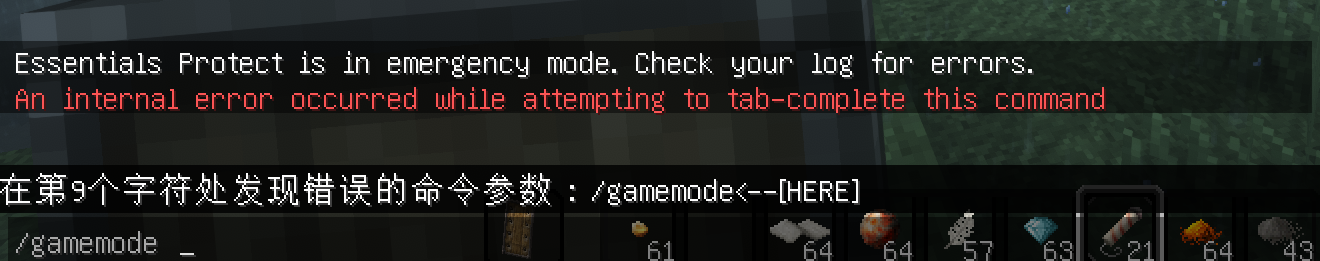 Essentials Protect is in emergency mode. Check your log for errors.
An internal error occurred while attempting to tab-complete this command
在第9个字符处发现错误的命令参数：/gamemode<--[HERE]
/gamemode _
61 64 64 57 63 21 64 43